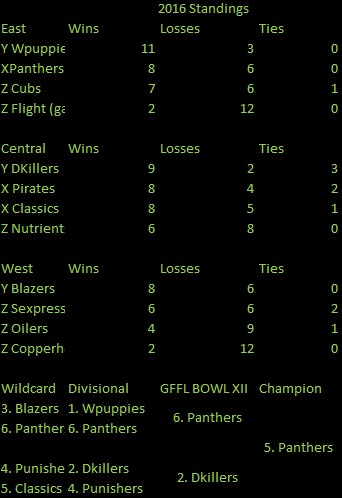 2016 Standings
East Wins Losses Ties
Y Wpuppie 11 3 0
XPanthers 8 6 0
Z Cubs 7 6 1
Z Flight (ga 2 12 0
Central Wins Losses Ties
Y DKillers 9 2 3
X Pirates 8 4 2
X Classics 8 5 1
Z Nutrient 6 8 0
West Wins Losses Ties
Y Blazers 8 6 0
Z Sexpress 6 6 2
Z Oilers 4 9 1
Z Copperh 2 12 0
Wildcard Divisional GFFL BOWL XII Champion
3. Blazers 1. Wpuppies
6. Panthers
6. Panther 6. Panthers
5. Panthers
4. Punishe 2. Dkillers
2. Dkillers
5. Classics 4. Punishers